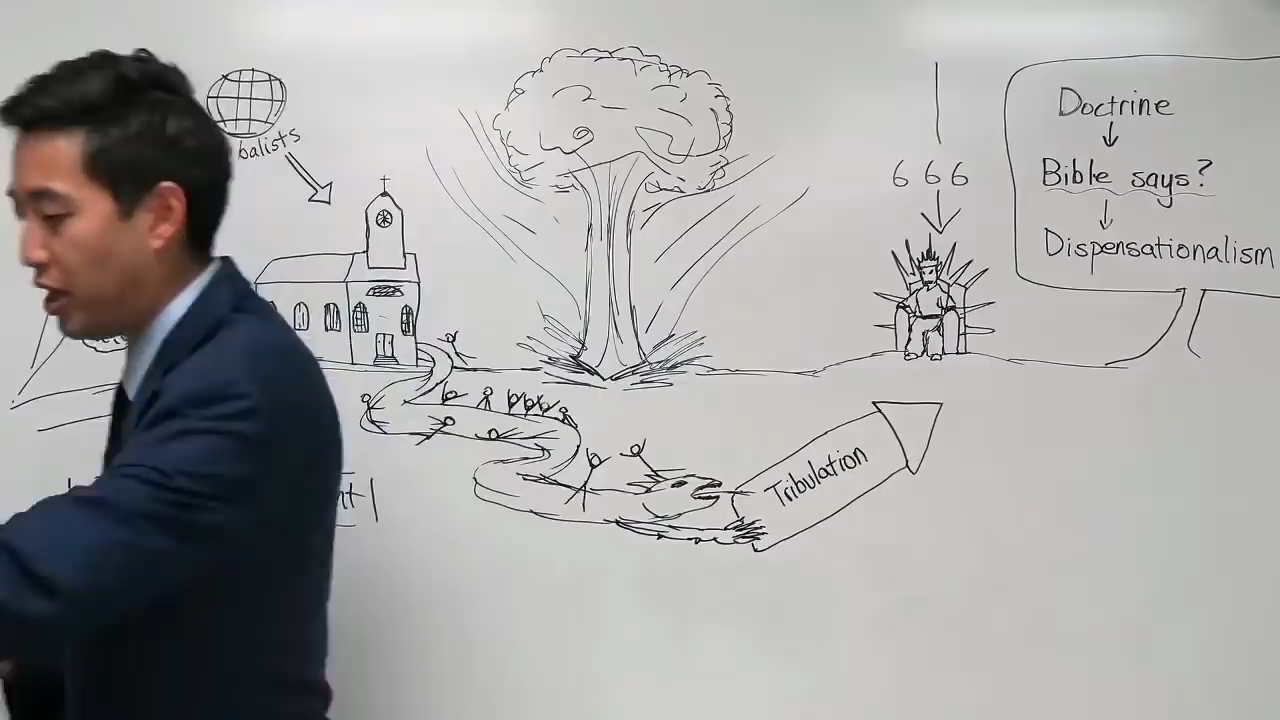 balists
666
Doctrine
Bible says?
Dispensationalism
Tribulation